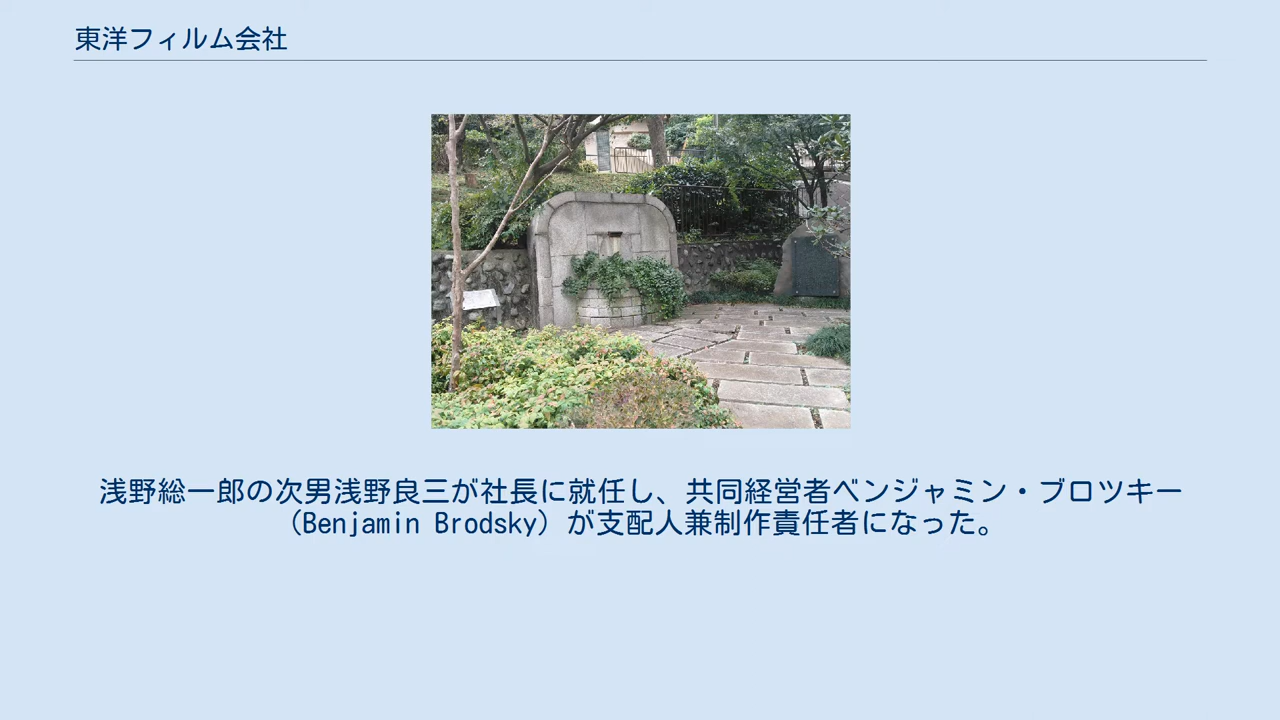 東洋フィルム会社
浅野総一郎の次男浅野良三が社長に就任し、共同経営者ベンジャミン・ブロツキー
（Benjamin Brodsky）が支配人兼制作責任者になった。